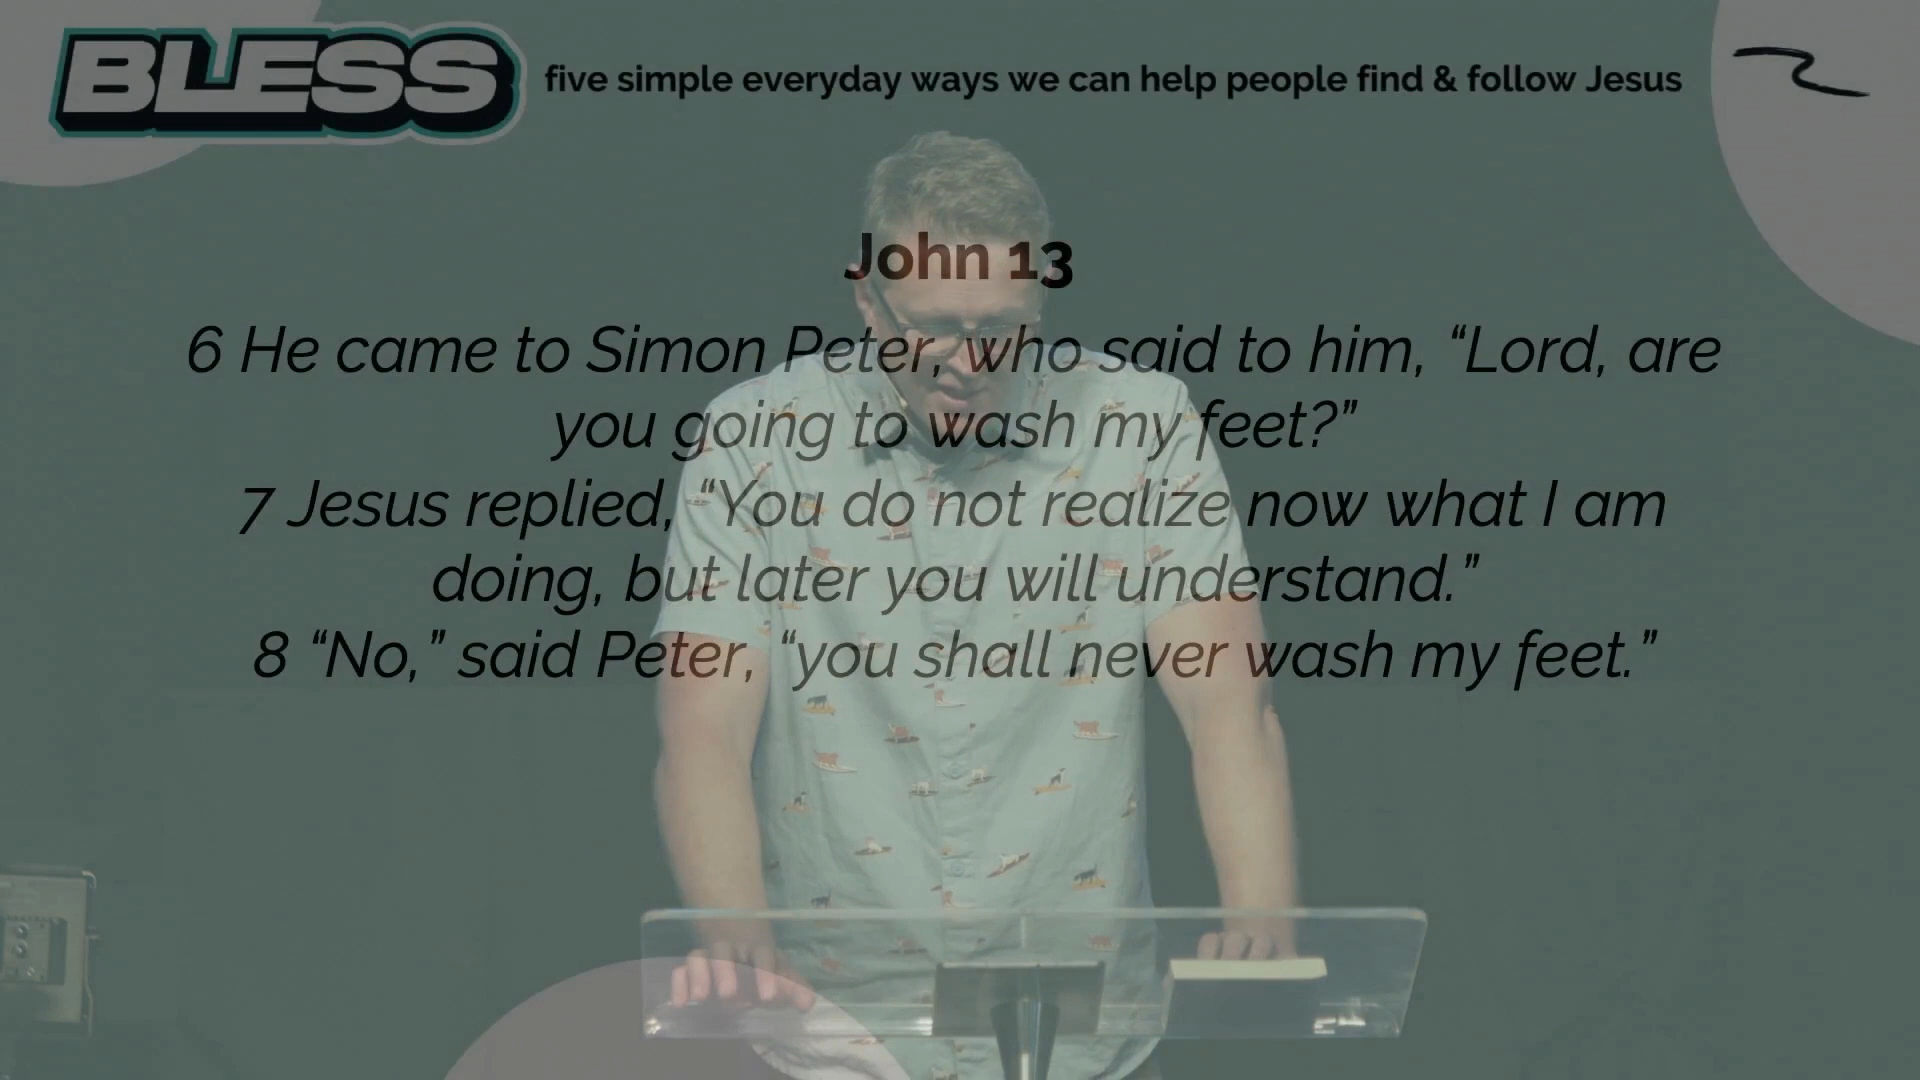 BLESS
five simple everyday ways we can help people find & follow Jesus
John 13
6 He came to Simon Peter, who said to him, “Lord, are
you going to wash my feet?”
7 Jesus replied, “You do not realize now what I am
doing, but later you will understand.”
8 “No,” said Peter, “you shall never wash my feet.”